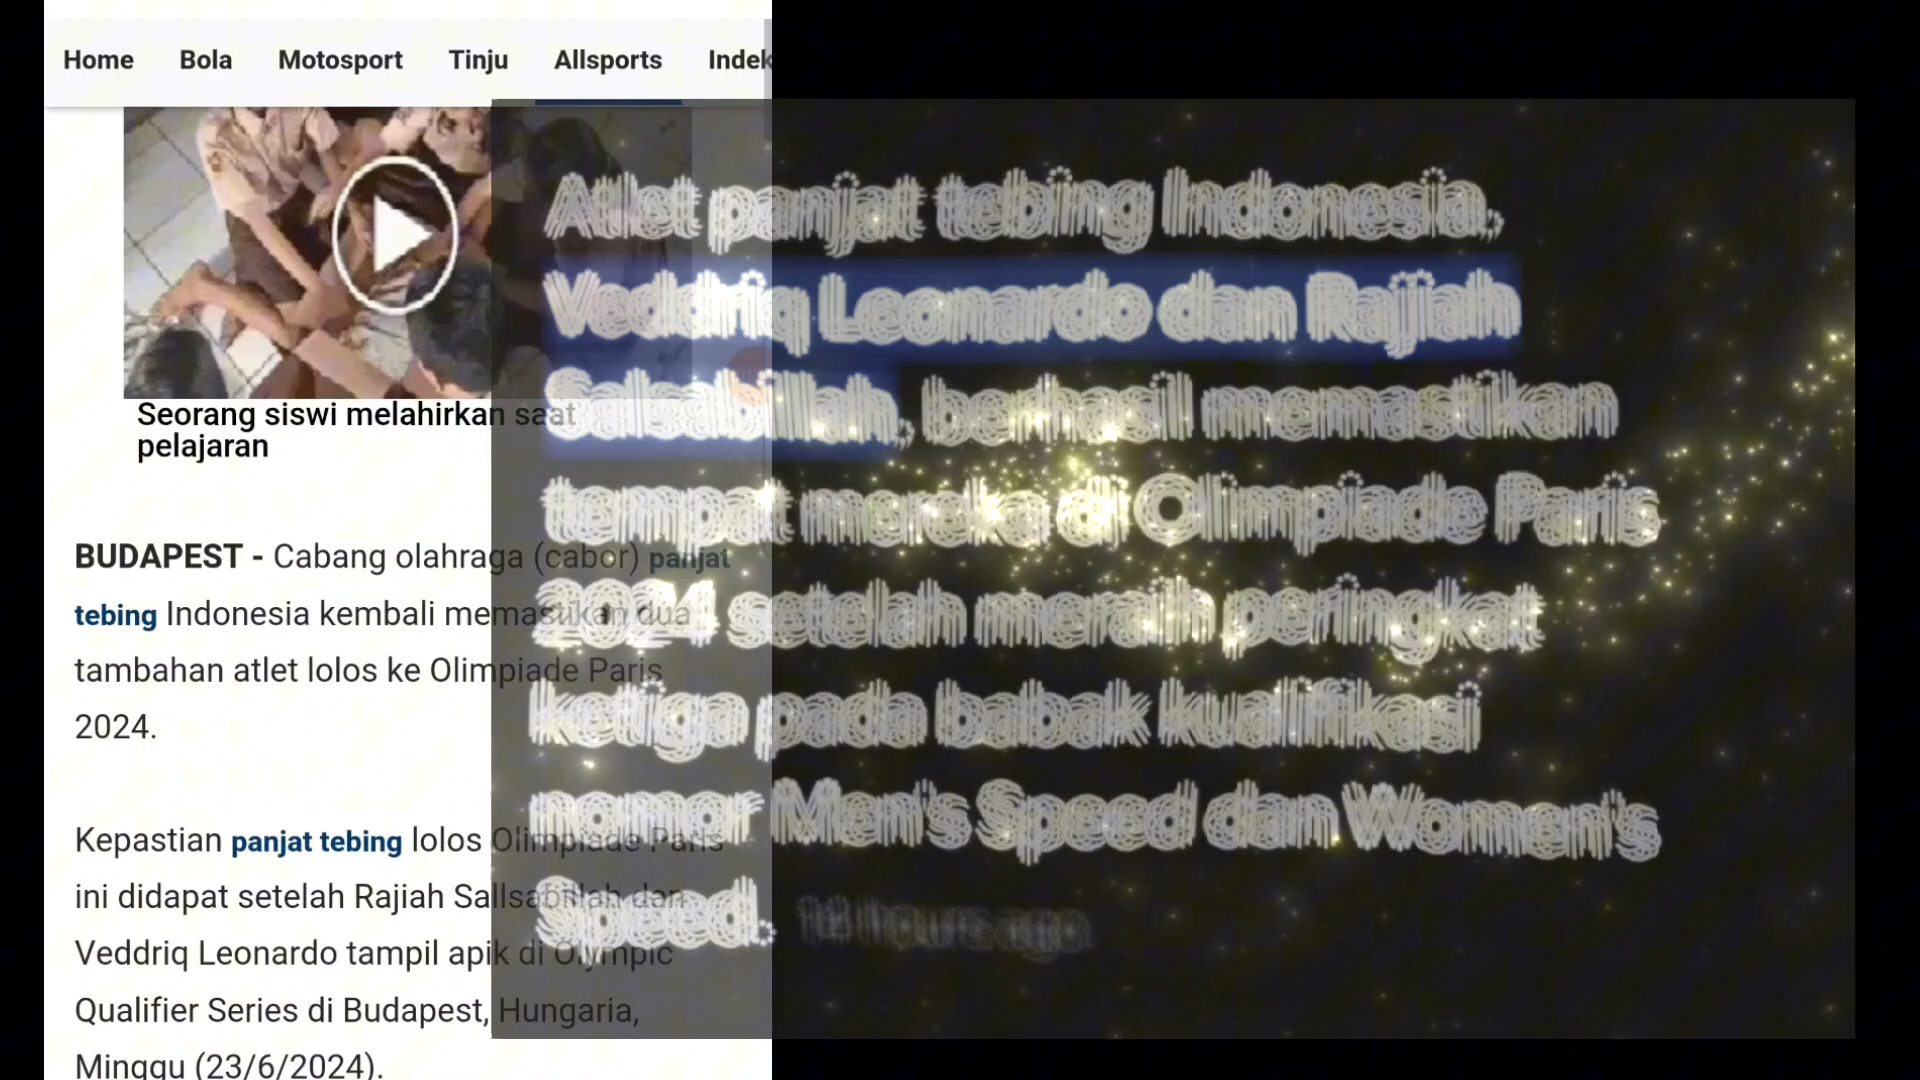 Home Bola Motosport Tinju Allsports Indek
Seorang siswi melahirkan saat
pelajaran
BUDAPEST - Cabang olahraga (cabor) panjat
tebing Indonesia kembali memastikan dua
tambahan atlet lolos ke Olimpiade Paris
2024.
Kepastian panjat tebing lolos Olimpiade Paris
ini didapat setelah Rajiah Sallsabillah dan
Veddriq Leonardo tampil apik di Olympic
Qualifier Series di Budapest, Hungaria,
Minggu (23/6/2024).
Atlet panjat tebing Indonesia,
Veddriq Leonardo dan Rajiah
Salsabillah, berhasil memastikan
tempat mereka di Olimpiade Paris
2024 setelah meraih peringkat
ketiga pada babak kualifikasi
nomor Men's Speed dan Women's
Speed.
hours ago